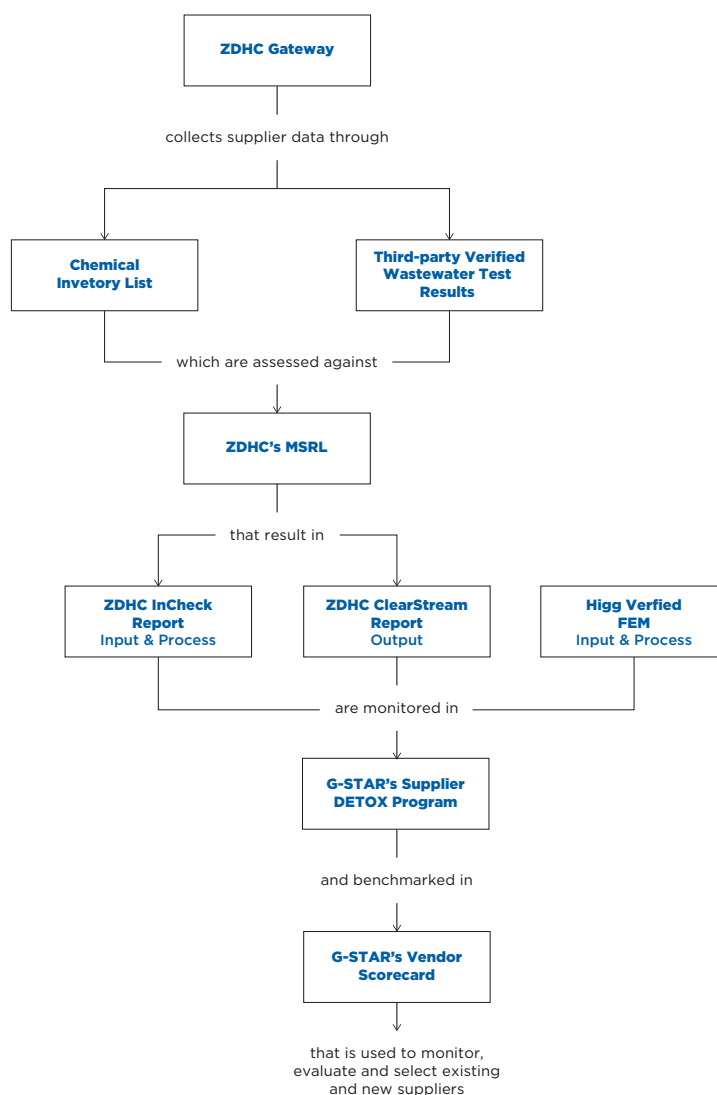 ZDHC Gateway
collects supplier data through
Chemical
Invetory List
Third-party Verified
Wastewater Test
Results
which are assessed against
ZDHC's MSRL
that result in
ZDHC InCheck
Report
Input & Process
ZDHC ClearStream
Report
Output
Higg Verfied
FEM
Input & Process
are monitored in
G-STAR's Supplier
DETOX Program
and benchmarked in
G-STAR's Vendor
Scorecard
that is used to monitor,
evaluate and select existing
and new suppliers